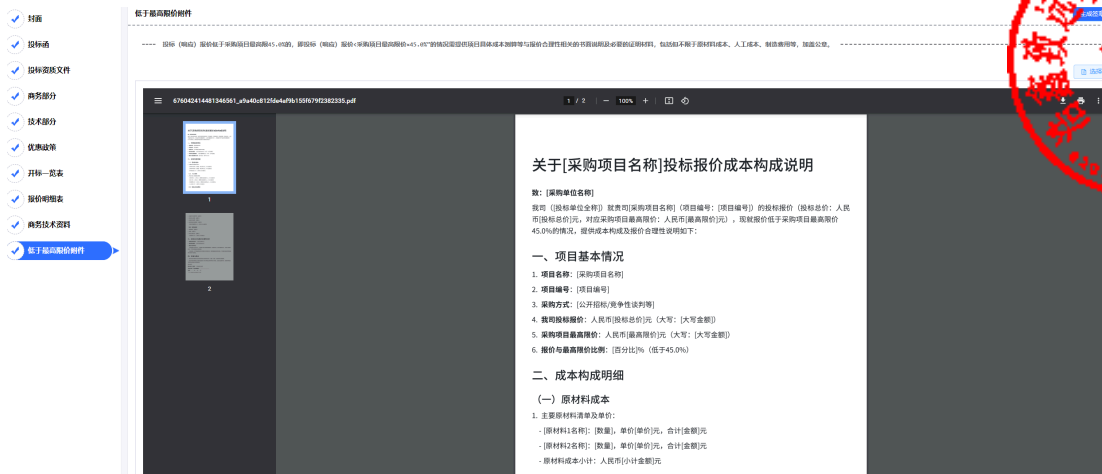 封面
投标函
投标资质文件
商务部分
技术部分
优惠政策
开标一览表
报价明细表
商务技术资料
低于最高限价附件
低于最高限价附件
生成签章
---- 投标（响应）报价低于采购项目最高限45.0%的，即投标（响应）报价<采购项目最高限价×45.0%"的情况需提供项目具体成本测算等与报价合理性相关的书面说明及必要的证明材料，包括但不限于原材料成本、人工成本、制造费用等，加盖公章。
选择
676042414481346561_a9a40c812fde4af9b155f679f2382335.pdf
1 / 2
100%
1
2
关于[采购项目名称]投标报价成本构成说明
致：[采购单位名称]
我司（[投标单位全称]）就贵司[采购项目名称]（项目编号：[项目编号]）的投标报价（投标总价：人民
币[投标总价]元，对应采购项目最高限价：人民币[最高限价]元），现就报价低于采购项目最高限价
45.0%的情况，提供成本构成及报价合理性说明如下：
一、项目基本情况
1. 项目名称：[采购项目名称]
2. 项目编号：[项目编号]
3. 采购方式：[公开招标/竞争性谈判等]
4. 我司投标报价：人民币[投标总价]元（大写：[大写金额]）
5. 采购项目最高限价：人民币[最高限价]元（大写：[大写金额]）
6. 报价与最高限价比例：[百分比]%（低于45.0%）
二、成本构成明细
（一）原材料成本
1. 主要原材料清单及单价：
- [原材料1名称]：[数量]，单价[单价]元，合计[金额]元
- [原材料2名称]：[数量]，单价[单价]元，合计[金额]元
- 原材料成本小计：人民币[小计金额]元